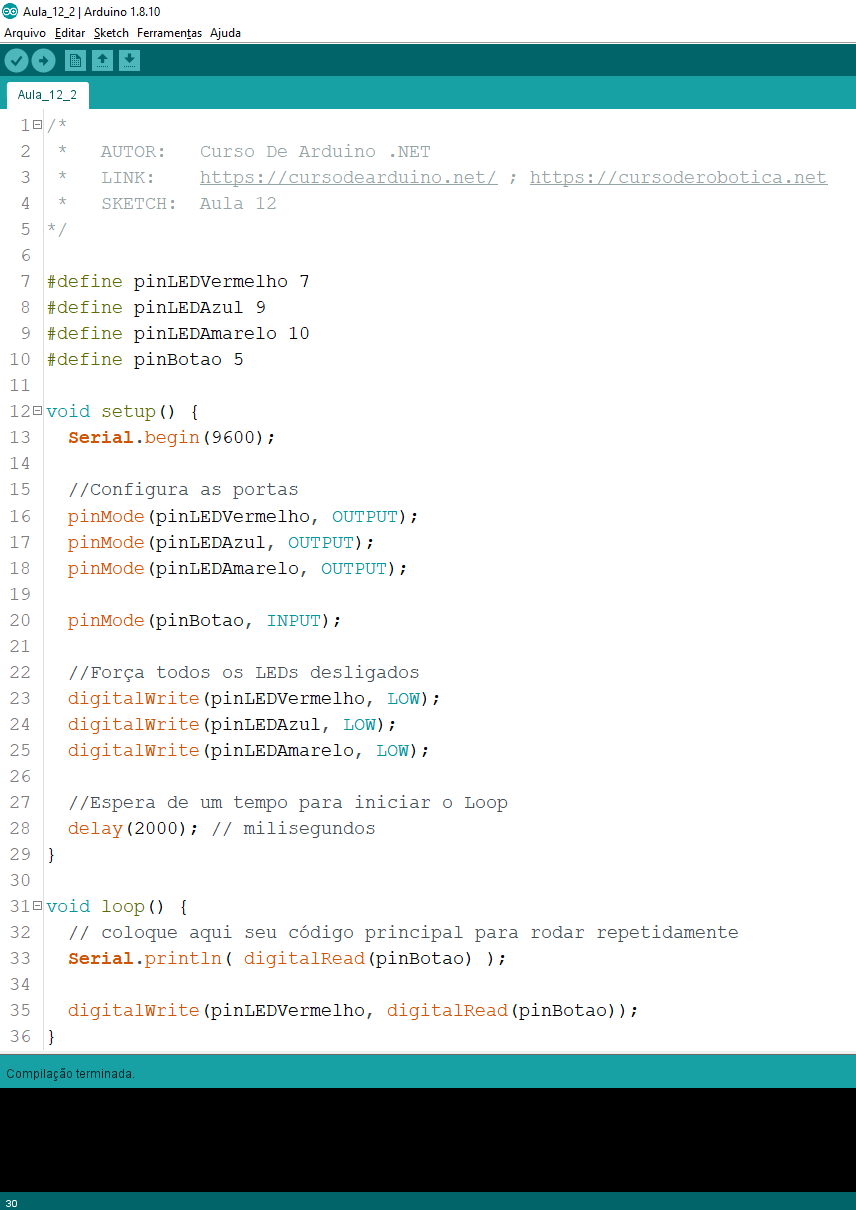 Aula_12_2 | Arduino 1.8.10
Arquivo Editar Sketch Ferramentas Ajuda
Aula_12_2
1 /*
2  *   AUTOR:   Curso De Arduino .NET
3  *   LINK:    https://cursodearduino.net/ ; https://cursoderobotica.net
4  *   SKETCH:  Aula 12
5 */
6
7 #define pinLEDVermelho 7
8 #define pinLEDAzul 9
9 #define pinLEDAmarelo 10
10 #define pinBotao 5
11
12 void setup() {
13   Serial.begin(9600);
14
15   //Configura as portas
16   pinMode(pinLEDVermelho, OUTPUT);
17   pinMode(pinLEDAzul, OUTPUT);
18   pinMode(pinLEDAmarelo, OUTPUT);
19
20   pinMode(pinBotao, INPUT);
21
22   //Força todos os LEDs desligados
23   digitalWrite(pinLEDVermelho, LOW);
24   digitalWrite(pinLEDAzul, LOW);
25   digitalWrite(pinLEDAmarelo, LOW);
26
27   //Espera de um tempo para iniciar o Loop
28   delay(2000); // milisegundos
29 }
30
31 void loop() {
32   // coloque aqui seu código principal para rodar repetidamente
33   Serial.println( digitalRead(pinBotao) );
34
35   digitalWrite(pinLEDVermelho, digitalRead(pinBotao));
36 }
Compilação terminada.
30